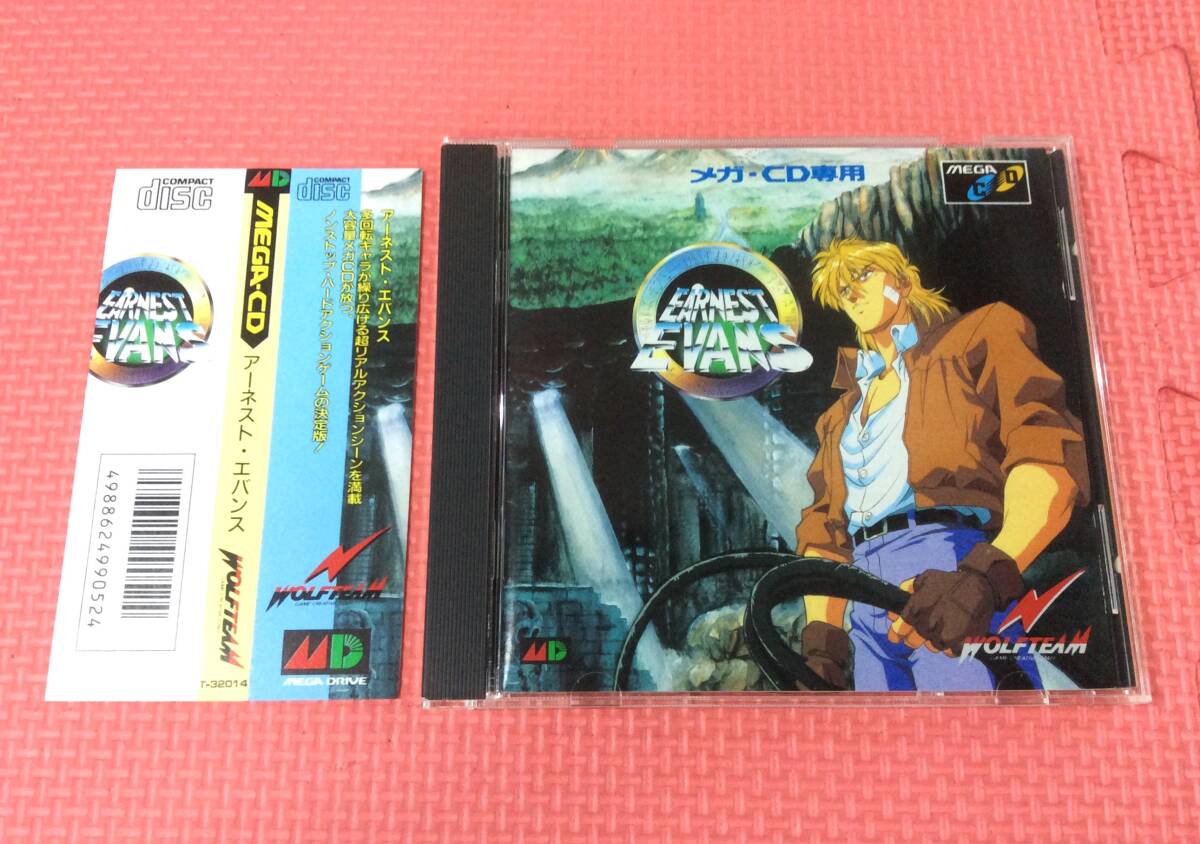 COMPACT
disc
EARNEST
EVANS
4988624990524
MD
MEGA-CD
アーネスト・エバンス
WOLFTEAM
T-32014
COMPACT
disc
アーネスト・エバンス
多回転キャラが繰り広げる超リアルアクションシーンを満載
大容量メガCDが放つ、
ノンストップ・ハードアクションゲームの決定版!
WOLFTEAM
MD
MEGA DRIVE
メガ・CD専用
MEGA
CD
EARNEST
EVANS
MD
WOLFTEAM